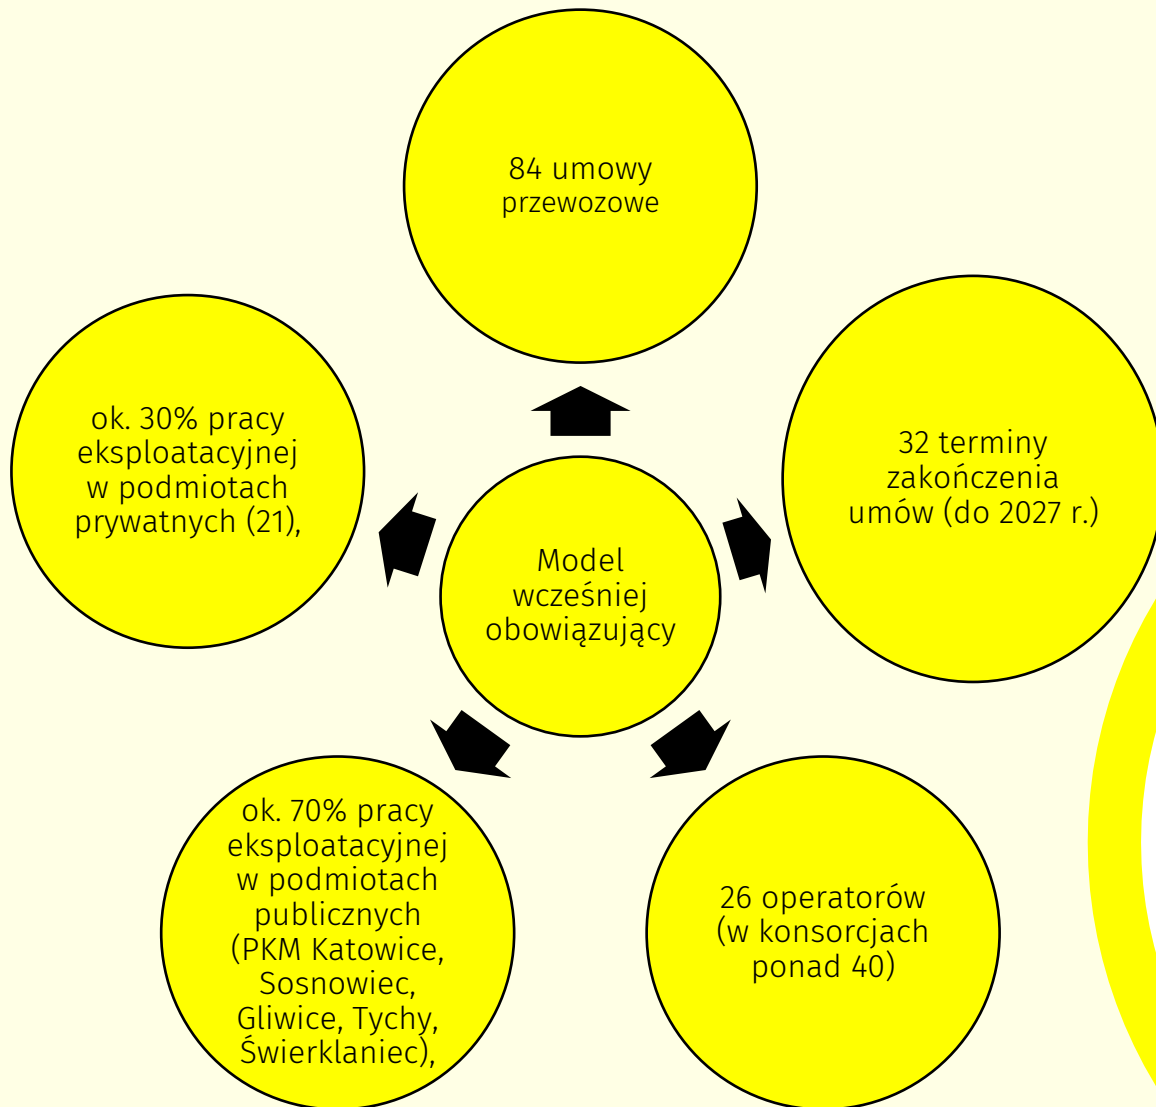 84 umowy
przewozowe
ok. 30% pracy
eksploatacyjnej
w podmiotach
prywatnych (21),
32 terminy
zakończenia
umów (do 2027 r.)
Model
wcześniej
obowiązujący
ok. 70% pracy
eksploatacyjnej
w podmiotach
publicznych
(PKM Katowice,
Sosnowiec,
Gliwice, Tychy,
Świerklaniec),
26 operatorów
(w konsorcjach
ponad 40)